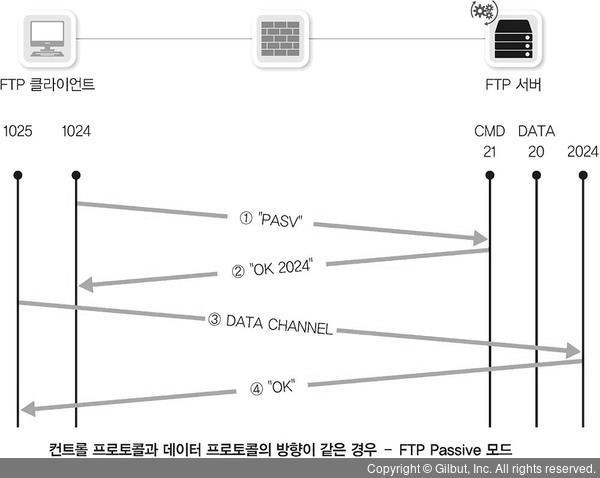 FTP 클라이언트
FTP 서버
1025
1024
CMD
21
DATA
20
2024
① "PASV"
② "OK 2024"
③ DATA CHANNEL
④ "OK"
컨트롤 프로토콜과 데이터 프로토콜의 방향이 같은 경우 – FTP Passive 모드
Copyright © Gilbut, Inc. All rights reserved.